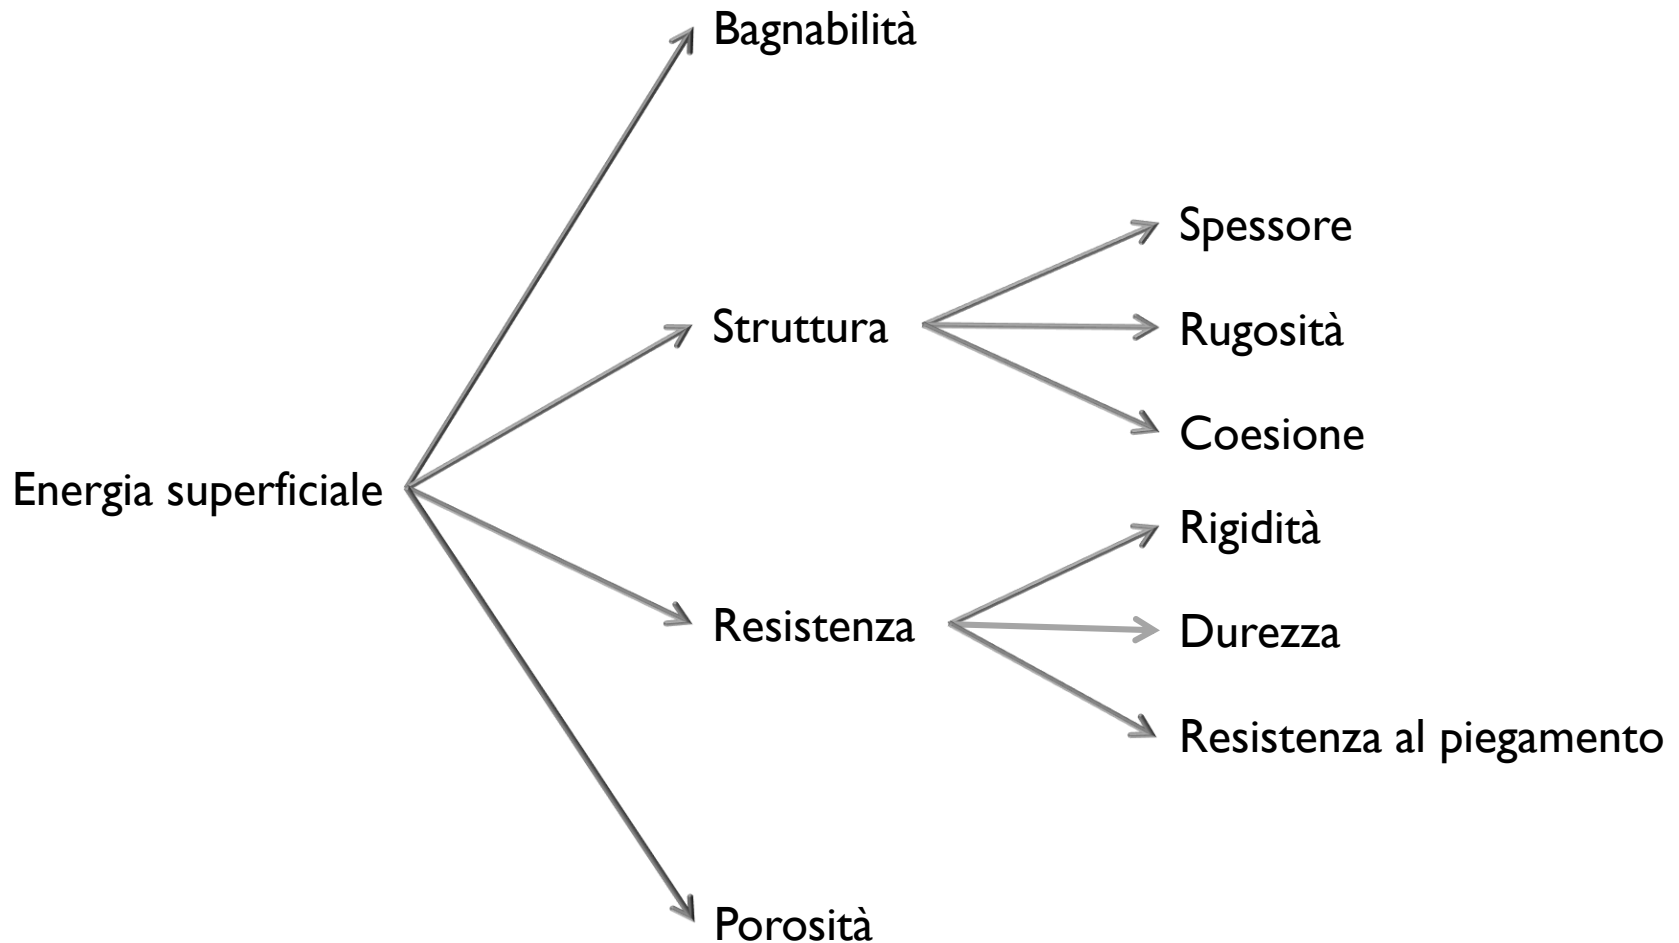 Bagnabilità
Spessore
Struttura
Rugosità
Coesione
Energia superficiale
Rigidità
Resistenza
Durezza
Resistenza al piegamento
Porosità